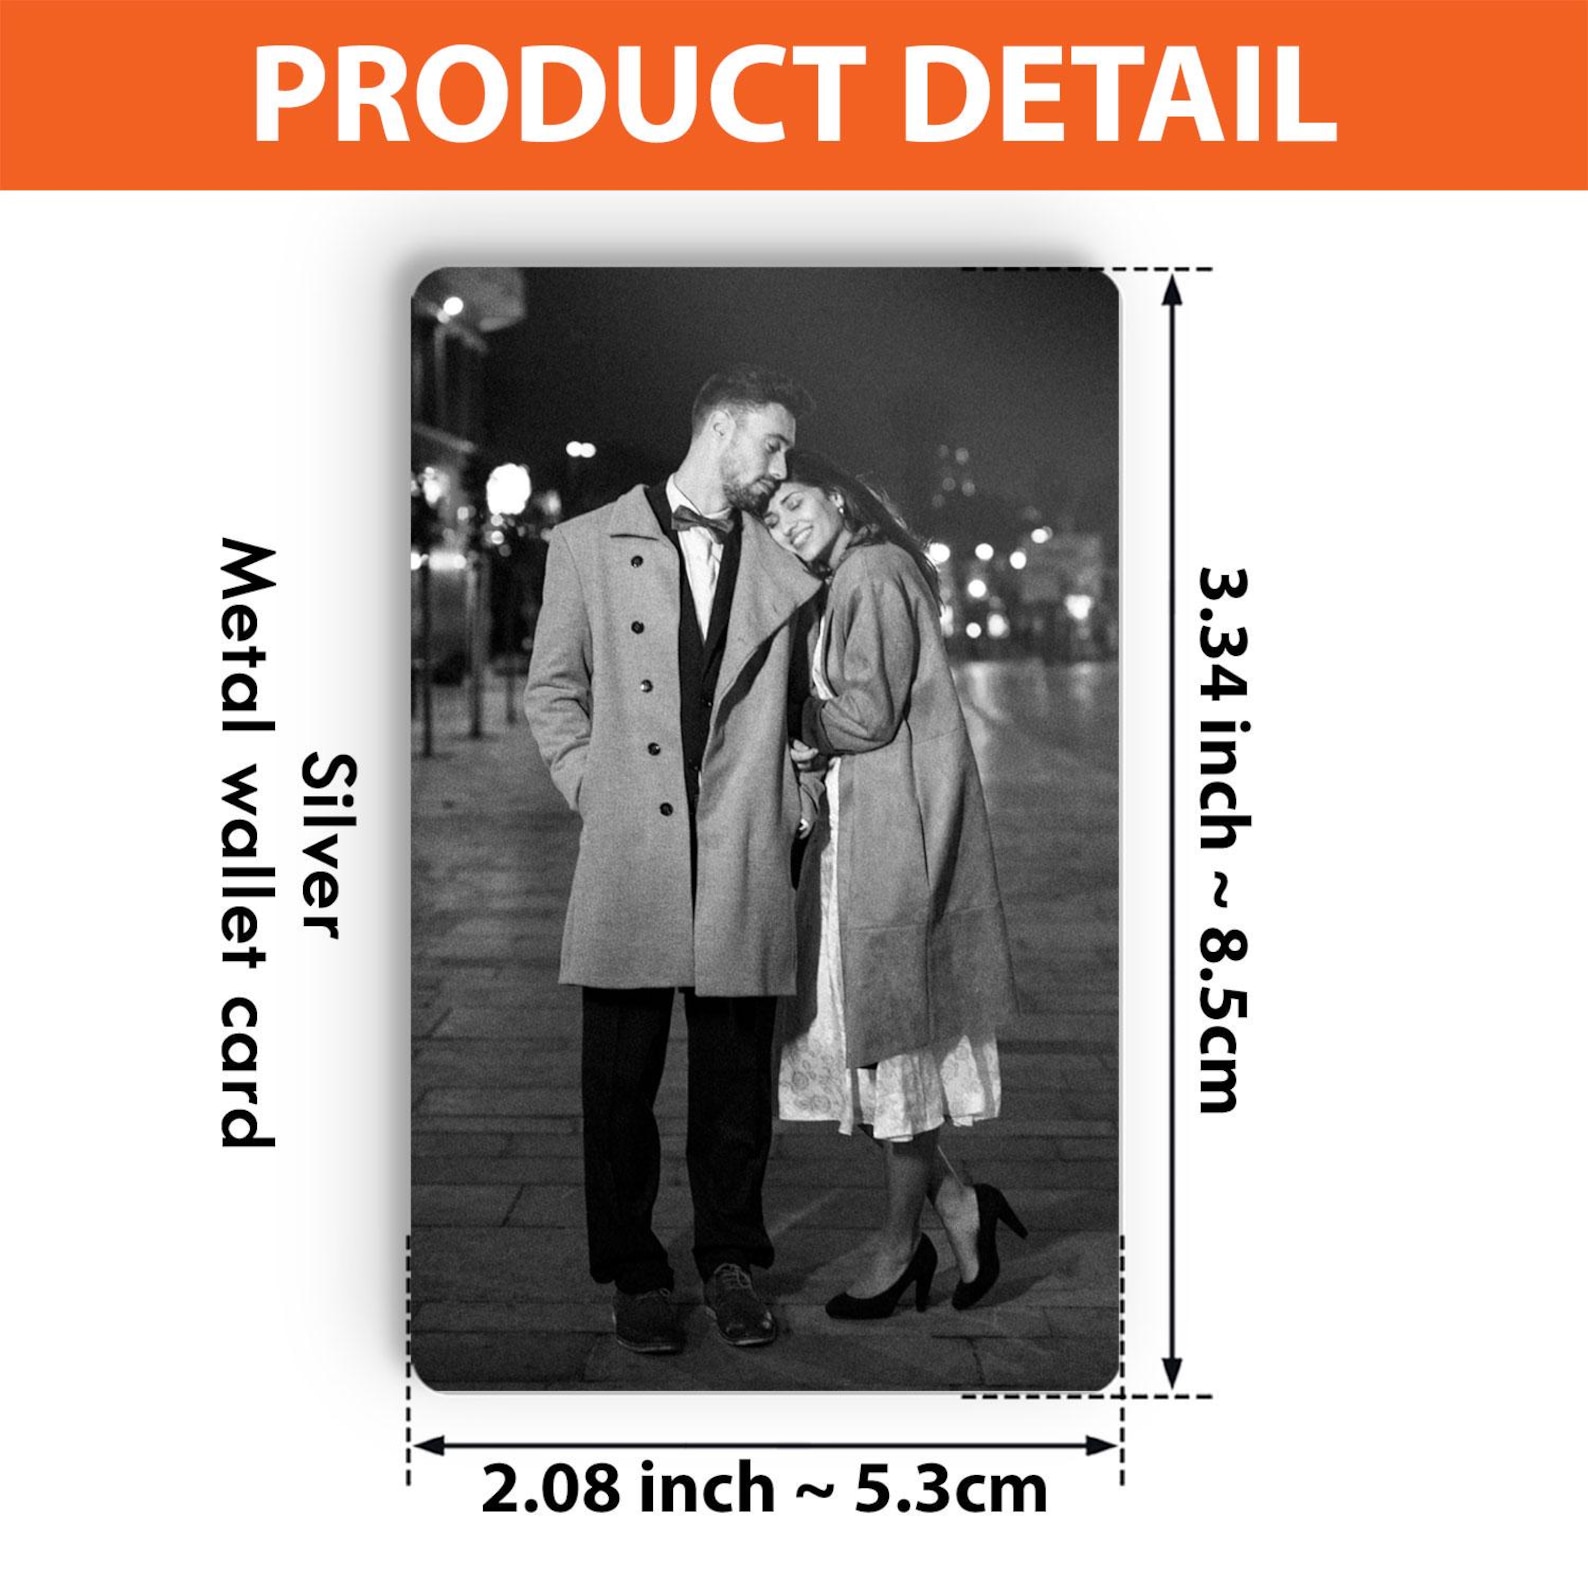 PRODUCT DETAIL
Silver
Metal wallet card
3.34 inch ~ 8.5cm
2.08 inch ~ 5.3cm